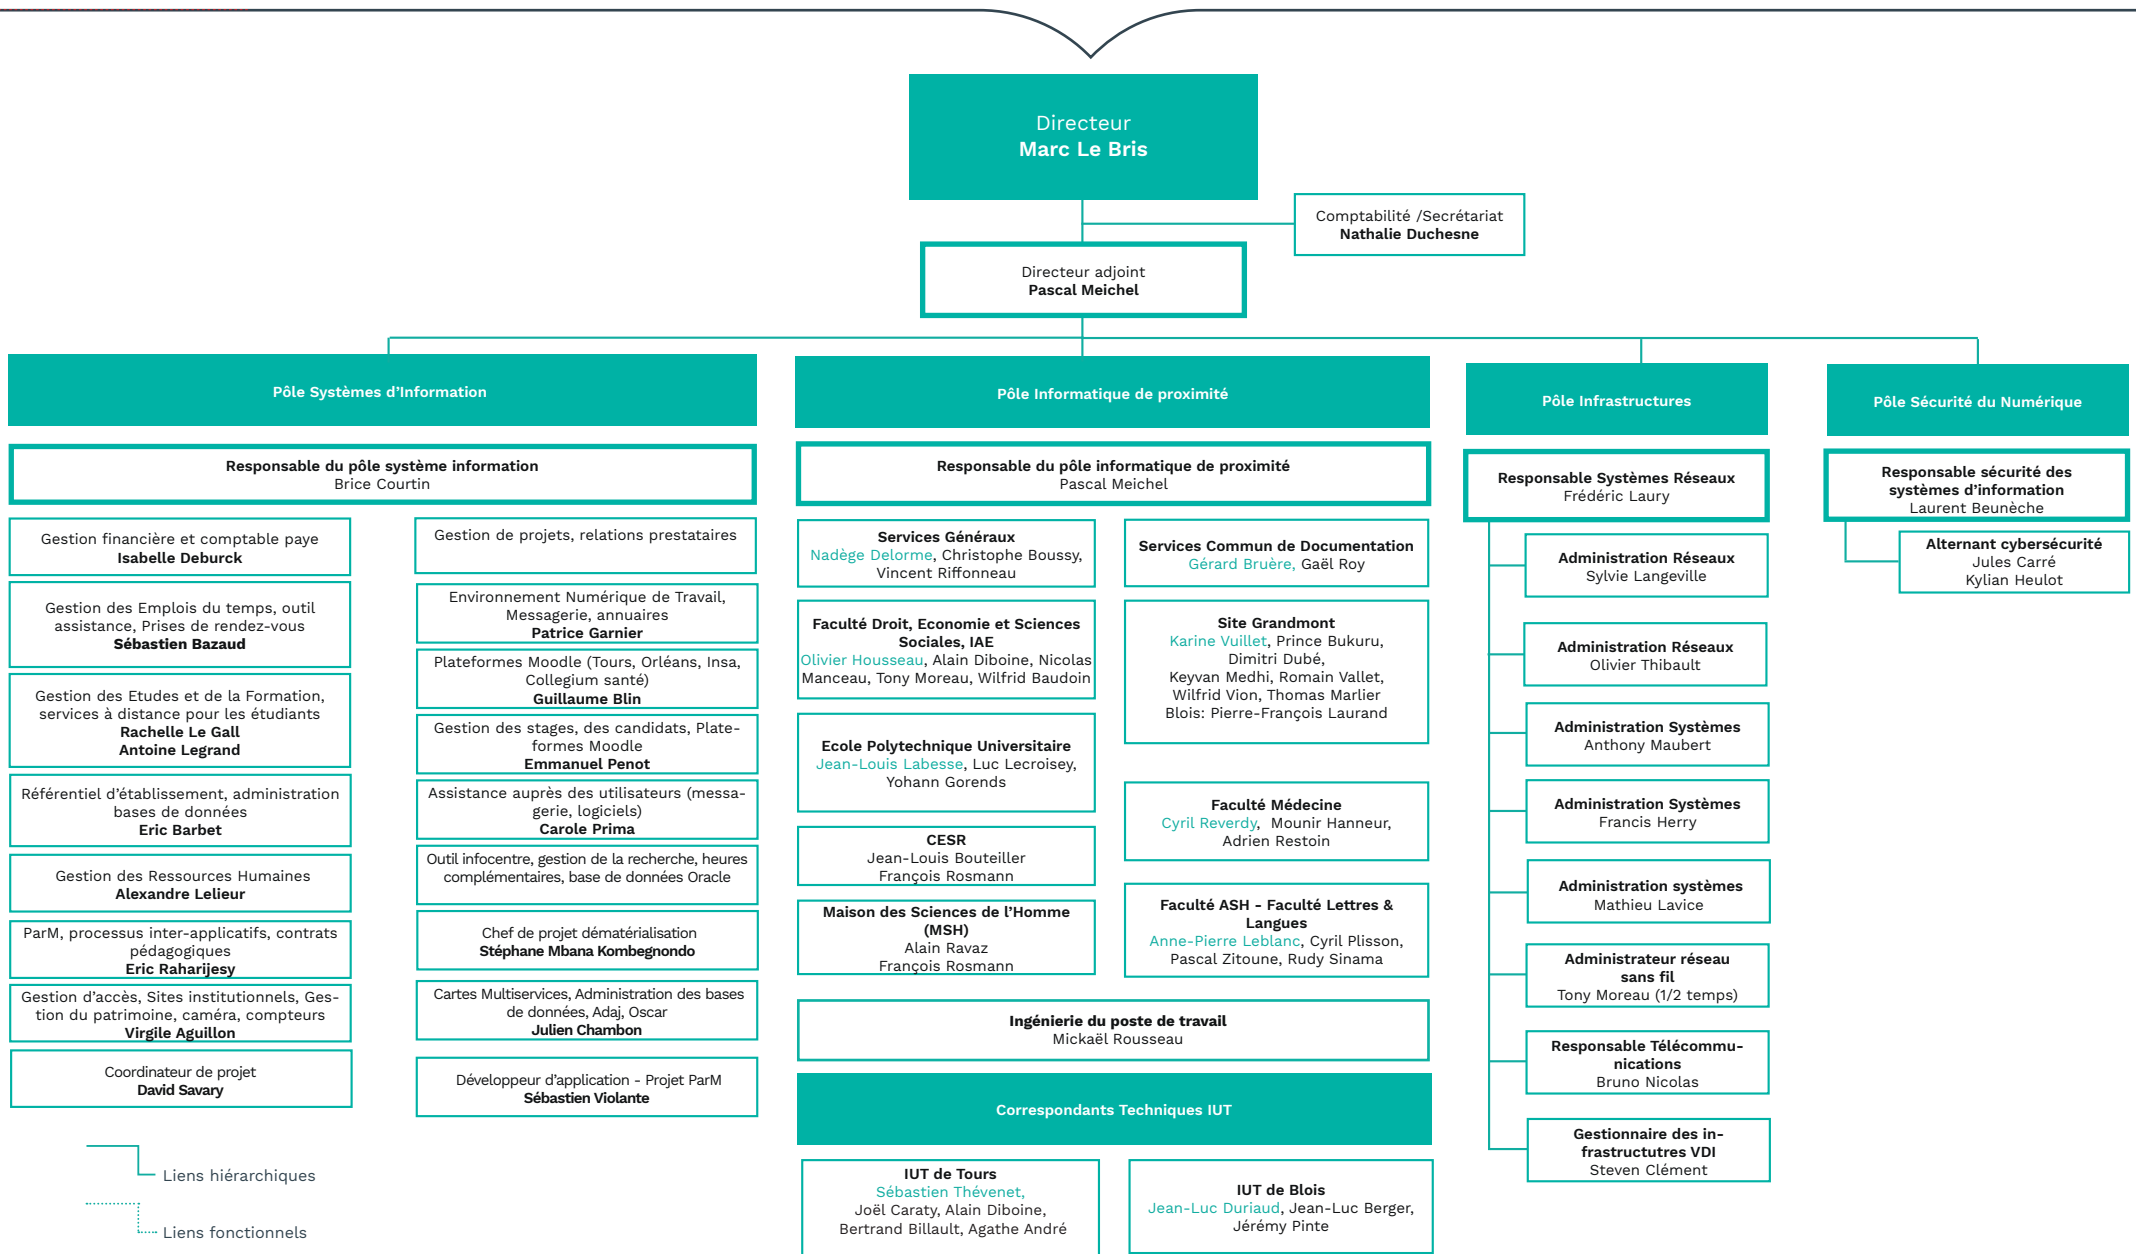 Directeur
Marc Le Bris
Comptabilité /Secrétariat
Nathalie Duchesne
Directeur adjoint
Pascal Meichel
Pôle Systèmes d'Information
Responsable du pôle système information
Brice Courtin
Gestion financière et comptable paye
Isabelle Deburck
Gestion des Emplois du temps, outil
assistance, Prises de rendez-vous
Sébastien Bazaud
Gestion des Etudes et de la Formation,
services à distance pour les étudiants
Rachelle Le Gall
Antoine Legrand
Référentiel d'établissement, administration
bases de données
Eric Barbet
Gestion des Ressources Humaines
Alexandre Lelieur
ParM, processus inter-applicatifs, contrats
pédagogiques
Eric Raharijesy
Gestion d'accès, Sites institutionnels, Ges-
tion du patrimoine, caméra, compteurs
Virgile Aguillon
Coordinateur de projet
David Savary
Gestion de projets, relations prestataires
Environnement Numérique de Travail,
Messagerie, annuaires
Patrice Garnier
Plateformes Moodle (Tours, Orléans, Insa,
Collegium santé)
Guillaume Blin
Gestion des stages, des candidats, Plate-
formes Moodle
Emmanuel Penot
Assistance auprès des utilisateurs (messa-
gerie, logiciels)
Carole Prima
Outil infocentre, gestion de la recherche, heures
complémentaires, base de données Oracle
Chef de projet dématérialisation
Stéphane Mbana Kombegnondo
Cartes Multiservices, Administration des bases
de données, Adaj, Oscar
Julien Chambon
Développeur d'application - Projet ParM
Sébastien Violante
Liens hiérarchiques
Liens fonctionnels
Pôle Informatique de proximité
Responsable du pôle informatique de proximité
Pascal Meichel
Services Généraux
Nadège Delorme, Christophe Boussy,
Vincent Riffonneau
Faculté Droit, Economie et Sciences
Sociales, IAE
Olivier Housseau, Alain Diboine, Nicolas
Manceau, Tony Moreau, Wilfrid Baudoin
Ecole Polytechnique Universitaire
Jean-Louis Labesse, Luc Lecroisey,
Yohann Gorends
CESR
Jean-Louis Bouteiller
François Rosmann
Maison des Sciences de l'Homme
(MSH)
Alain Ravaz
François Rosmann
Services Commun de Documentation
Gérard Bruère, Gaël Roy
Site Grandmont
Karine Vuillet, Prince Bukuru,
Dimitri Dubé,
Keyvan Medhi, Romain Vallet,
Wilfrid Vion, Thomas Marlier
Blois: Pierre-François Laurand
Faculté Médecine
Cyril Reverdy, Mounir Hanneur,
Adrien Restoin
Faculté ASH - Faculté Lettres &
Langues
Anne-Pierre Leblanc, Cyril Plisson,
Pascal Zitoune, Rudy Sinama
Ingénierie du poste de travail
Mickaël Rousseau
Correspondants Techniques IUT
IUT de Tours
Sébastien Thévenet,
Joël Caraty, Alain Diboine,
Bertrand Billault, Agathe André
IUT de Blois
Jean-Luc Duriaud, Jean-Luc Berger,
Jérémy Pinte
Pôle Infrastructures
Responsable Systèmes Réseaux
Frédéric Laury
Administration Réseaux
Sylvie Langeville
Administration Réseaux
Olivier Thibault
Administration Systèmes
Anthony Maubert
Administration Systèmes
Francis Herry
Administration systèmes
Mathieu Lavice
Administrateur réseau
sans fil
Tony Moreau (1/2 temps)
Responsable Télécommu-
nications
Bruno Nicolas
Gestionnaire des in-
frastructutres VDI
Steven Clément
Pôle Sécurité du Numérique
Responsable sécurité des
systèmes d'information
Laurent Beunèche
Alternant cybersécurité
Jules Carré
Kylian Heulot